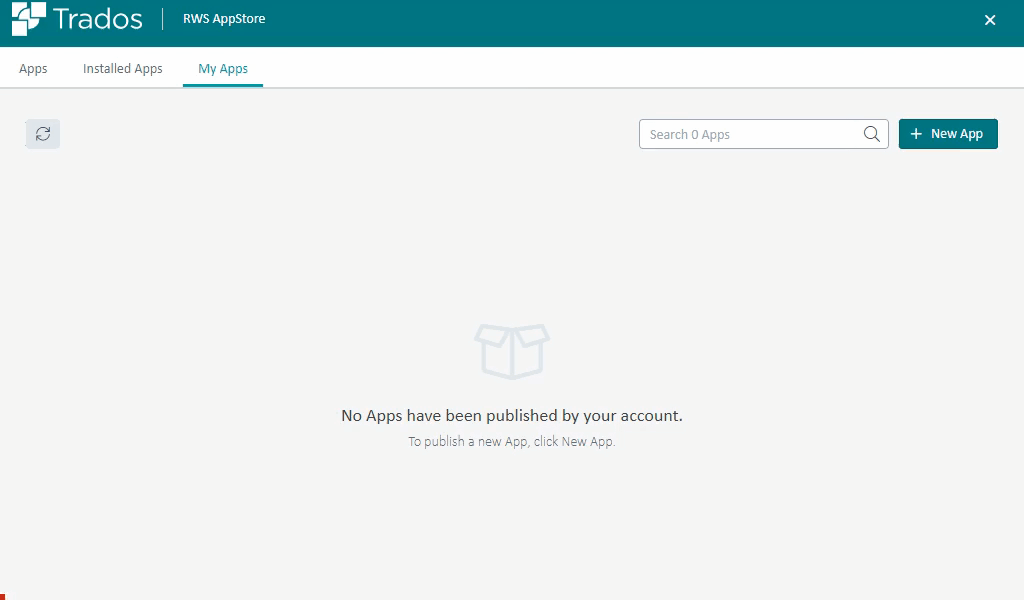 Trados
RWS AppStore
Apps
Installed Apps
My Apps
Search 0 Apps
+ New App
No Apps have been published by your account.
To publish a new App, click New App.